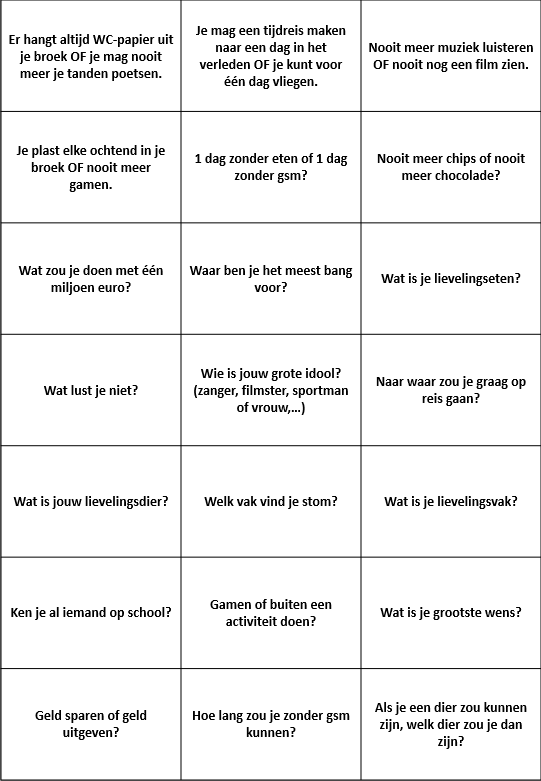 Er hangt altijd WC-papier uit
je broek OF je mag nooit
meer je tanden poetsen.
Je mag een tijdreis maken
naar een dag in het
verleden OF je kunt voor
één dag vliegen.
Nooit meer muziek luisteren
OF nooit nog een film zien.
Je plast elke ochtend in je
broek OF nooit meer
gamen.
1 dag zonder eten of 1 dag
zonder gsm?
Nooit meer chips of nooit
meer chocolade?
Wat zou je doen met één
miljoen euro?
Waar ben je het meest bang
voor?
Wat is je lievelingseten?
Wat lust je niet?
Wie is jouw grote idool?
(zanger, filmster, sportman
of vrouw,...)
Naar waar zou je graag op
reis gaan?
Wat is jouw lievelingsdier?
Welk vak vind je stom?
Wat is je lievelingsvak?
Ken je al iemand op school?
Gamen of buiten een
activiteit doen?
Wat is je grootste wens?
Geld sparen of geld
uitgeven?
Hoe lang zou je zonder gsm
kunnen?
Als je een dier zou kunnen
zijn, welk dier zou je dan
zijn?